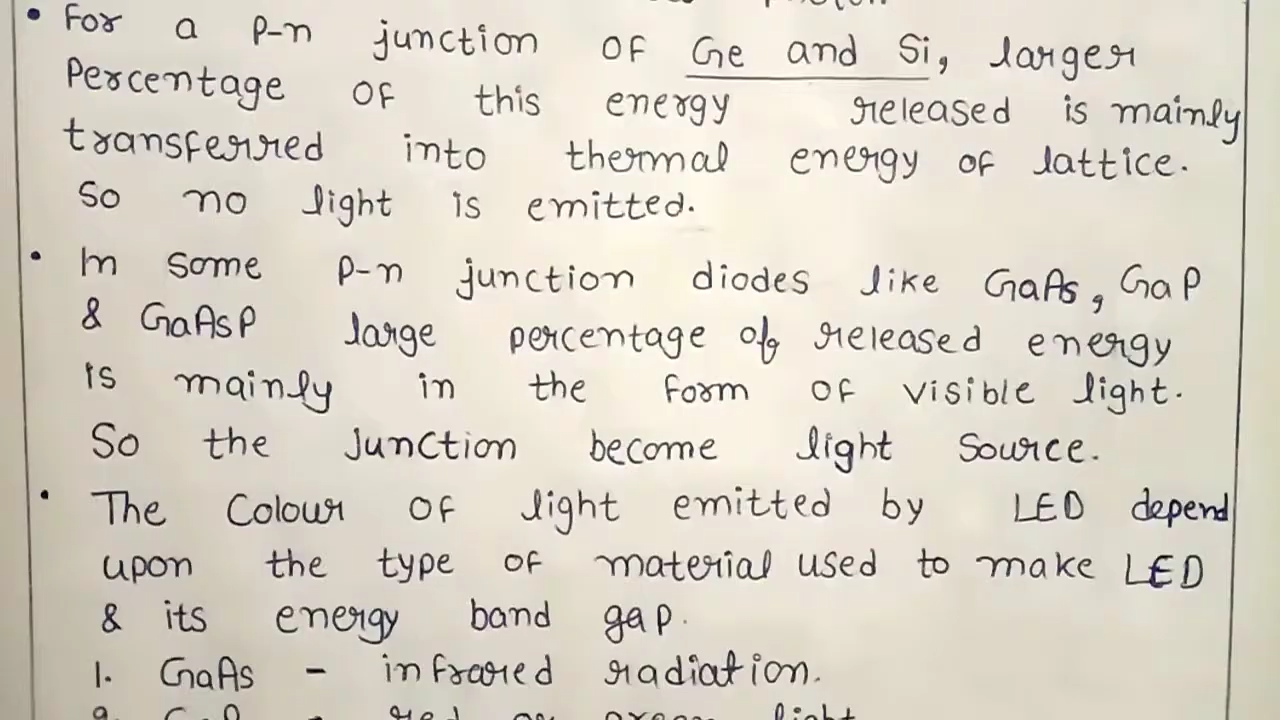 • For a P-n junction of Ge and Si, larger
Percentage of this energy released is mainly
transferred into thermal energy of lattice.
So no light is emitted.
• In some P-n junction diodes like GaAs, GaP
& GaAsP large percentage of released energy
is mainly in the form of visible light.
So the Junction become light Source.
• The Colour of light emitted by LED depend
upon the type of material used to make LED
& its energy band gap.
1. GaAs - infrared radiation.